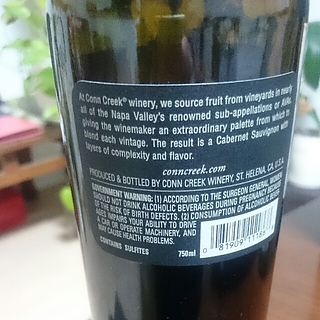 At Conn Creek® winery, we source fruit from vineyards in nearly
all of the Napa Valley's renowned sub-appellations or AVAs,
giving the winemaker an extraordinary palette from which to
blend each vintage. The result is a Cabernet Sauvignon with
layers of complexity and flavor.
conncreek.com
PRODUCED & BOTTLED BY CONN CREEK WINERY, ST. HELENA, CA, U.S.A.
GOVERNMENT WARNING: (1) ACCORDING TO THE SURGEON GENERAL, WOMEN
SHOULD NOT DRINK ALCOHOLIC BEVERAGES DURING PREGNANCY BECAUSE
OF THE RISK OF BIRTH DEFECTS. (2) CONSUMPTION OF ALCOHOLIC
IMPAIRS YOUR ABILITY TO DRIVE
A CAR OR OPERATE MACHINERY, AND
MAY CAUSE HEALTH PROBLEMS.
CONTAINS SULFITES
750ml
0 81909